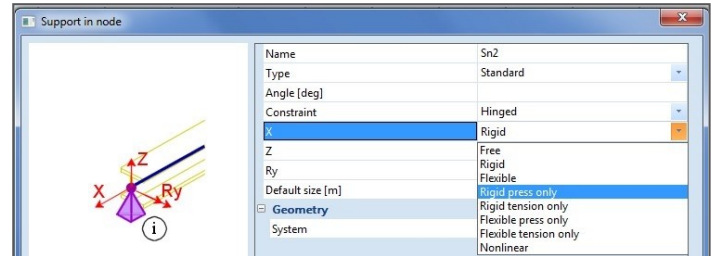 Support in node
x
Name Sn2
Type Standard
Angle [deg]
Constraint Hinged
X Rigid
Z Free
Rigid
Ry Flexible
Rigid press only
Default size [m] Rigid tension only
Geometry Flexible press only
System Flexible tension only
Nonlinear
Z
X
Ry
i